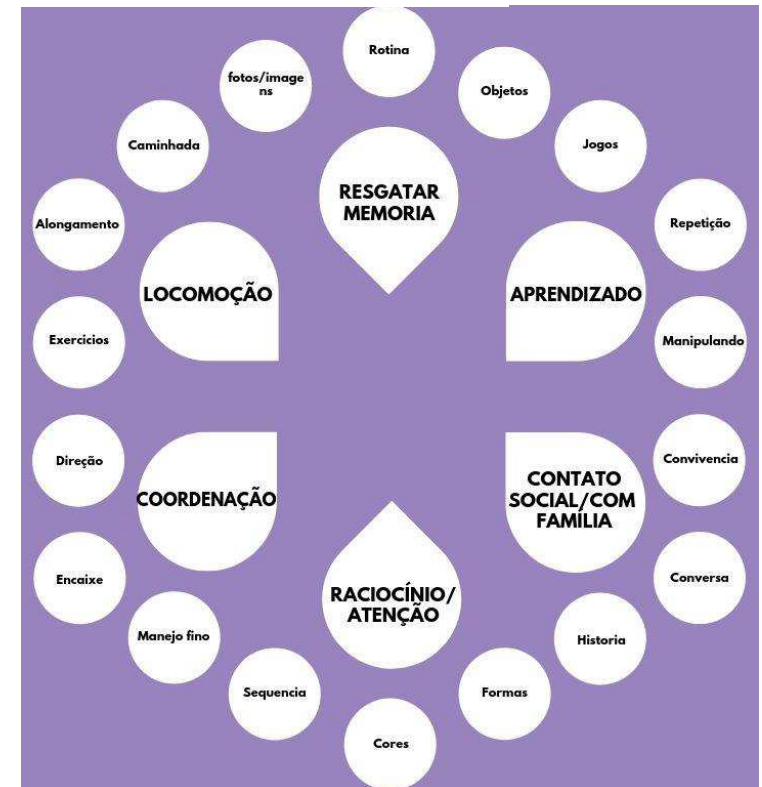 Rotina
fotos/image
ns
Objetos
Caminhada
Jogos
RESGATAR
MEMORIA
Alongamento
Repetição
LOCOMOÇÃO
APRENDIZADO
Exercicios
Manipulando
Direção
Convivencia
COORDENAÇÃO
CONTATO
SOCIAL/COM
FAMÍLIA
Encaixe
Conversa
RACIOCÍNIO/
ATENÇÃO
Manejo fino
Historia
Sequencia
Formas
Cores